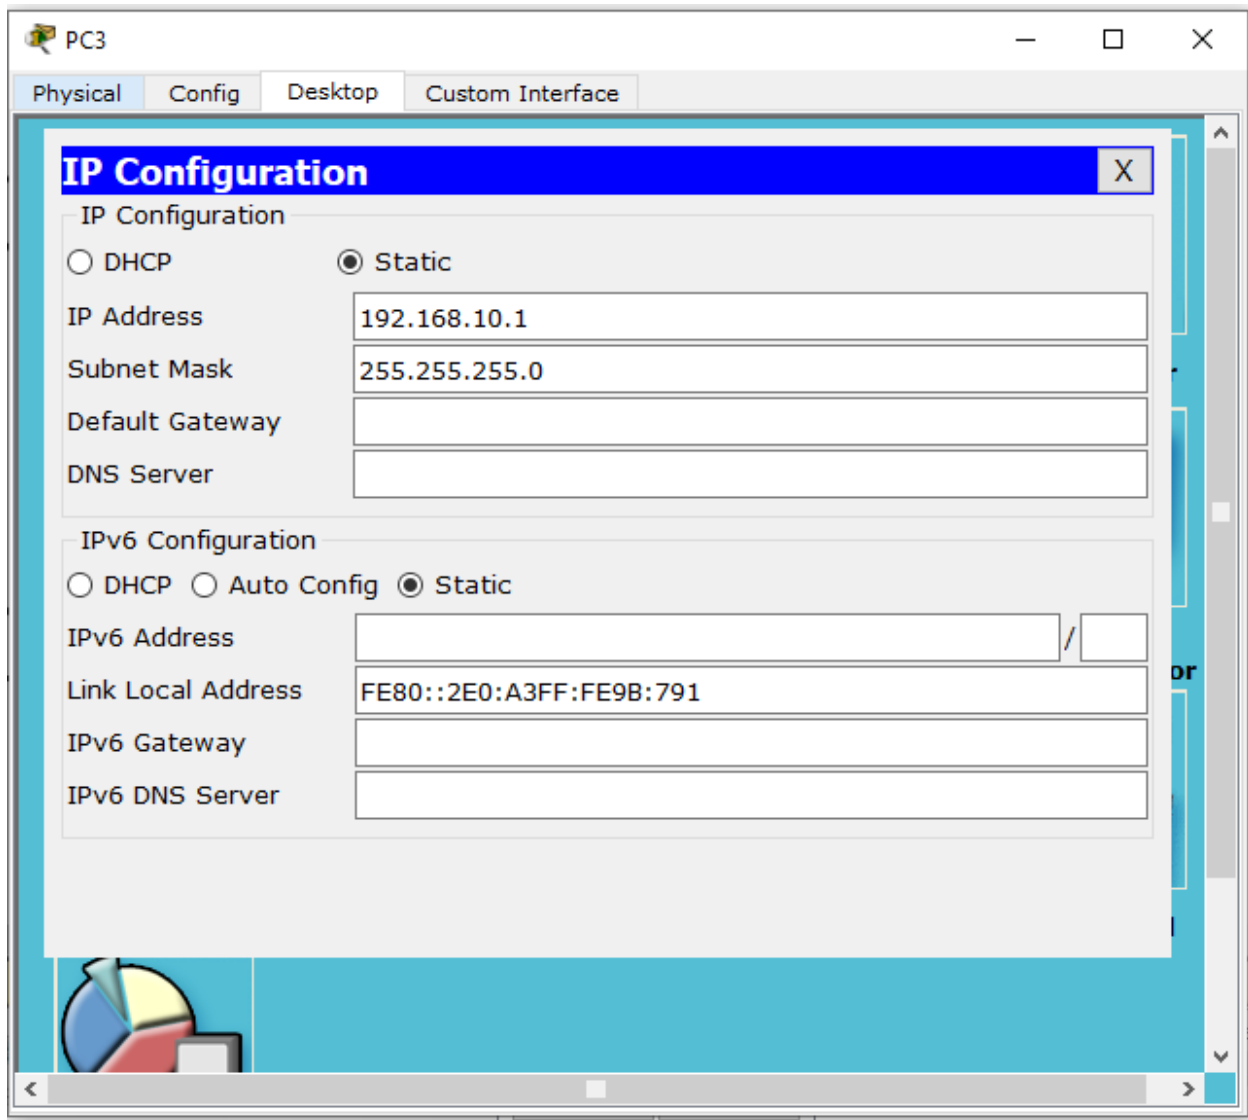 PC3
Physical Config Desktop Custom Interface
IP Configuration X
IP Configuration
DHCP Static
IP Address 192.168.10.1
Subnet Mask 255.255.255.0
Default Gateway
DNS Server
IPv6 Configuration
DHCP Auto Config Static
IPv6 Address /
Link Local Address FE80::2E0:A3FF:FE9B:791
IPv6 Gateway
IPv6 DNS Server
or